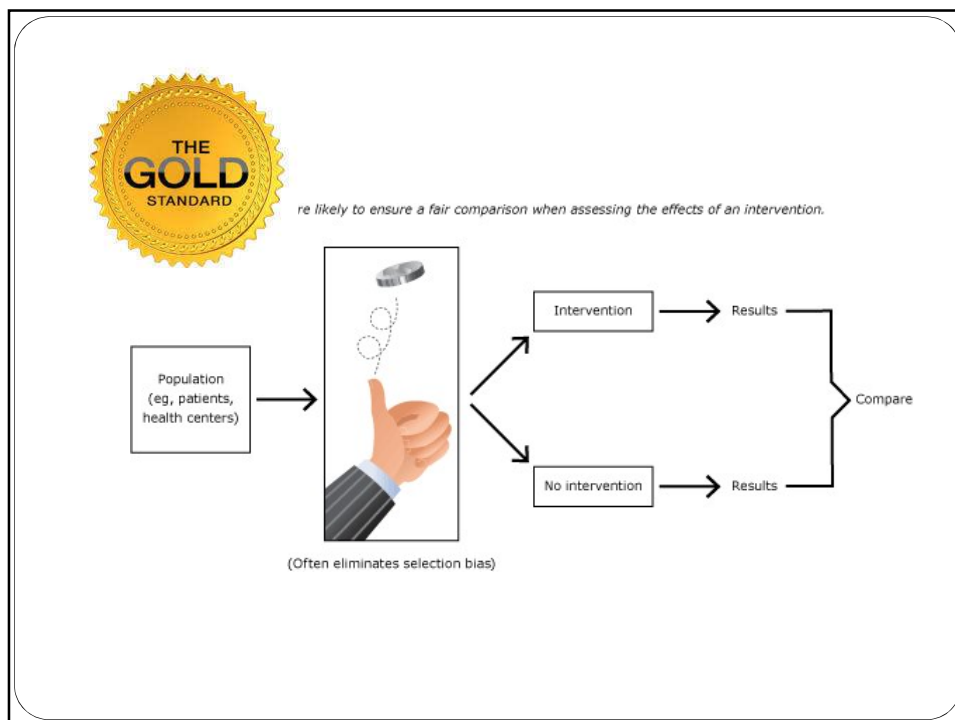 THE
GOLD
STANDARD
re likely to ensure a fair comparison when assessing the effects of an intervention.
Intervention
Results
Population
(eg, patients,
health centers)
Compare
No intervention
Results
(Often eliminates selection bias)